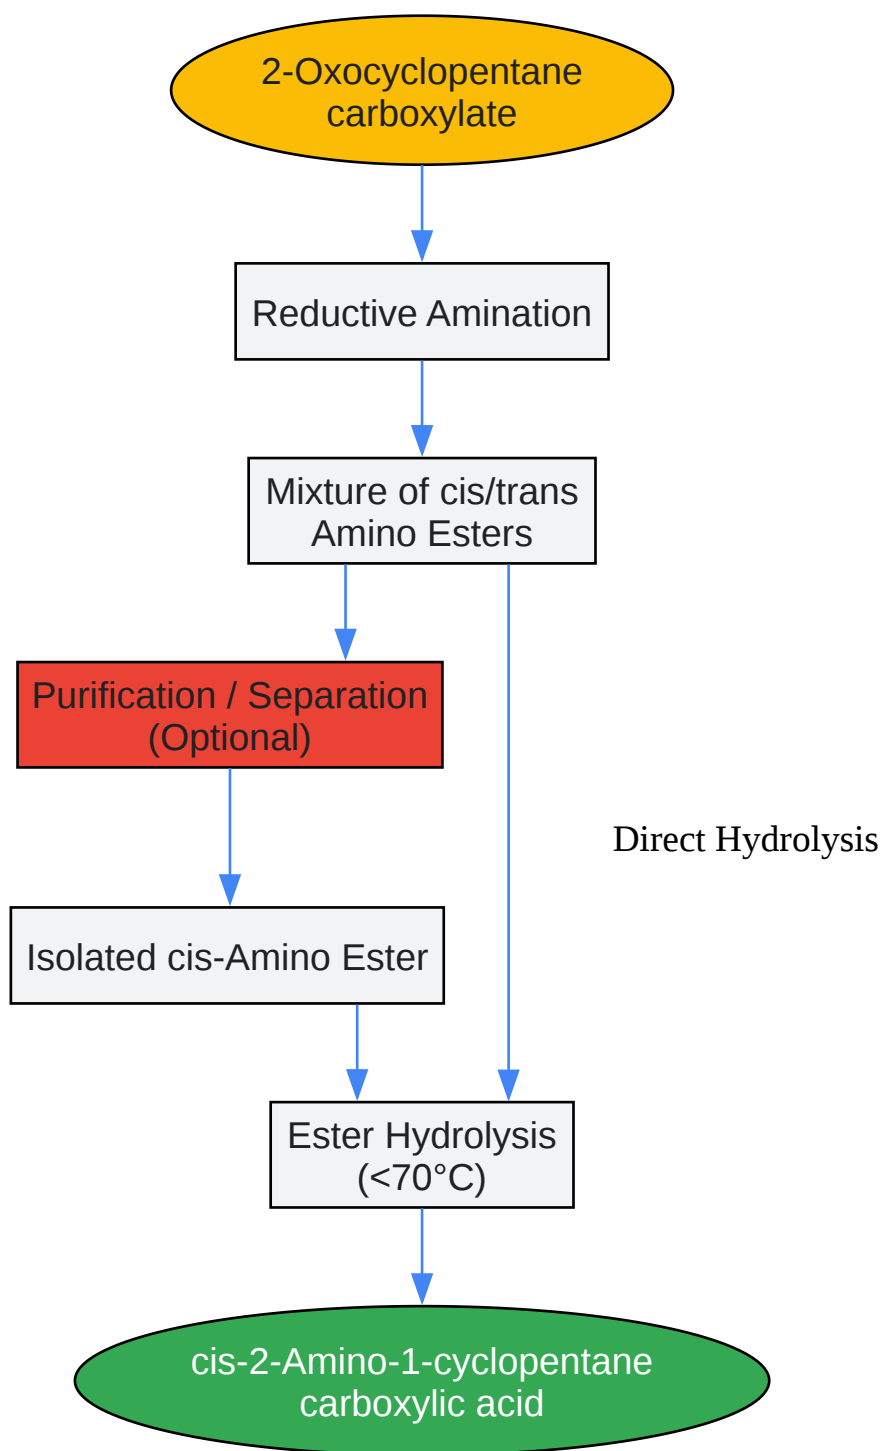 2-Oxocyclopentane
carboxylate
Reductive Amination
Mixture of cis/trans
Amino Esters
Purification / Separation
(Optional)
Direct Hydrolysis
Isolated cis-Amino Ester
Ester Hydrolysis
(<70°C)
cis-2-Amino-1-cyclopentane
carboxylic acid